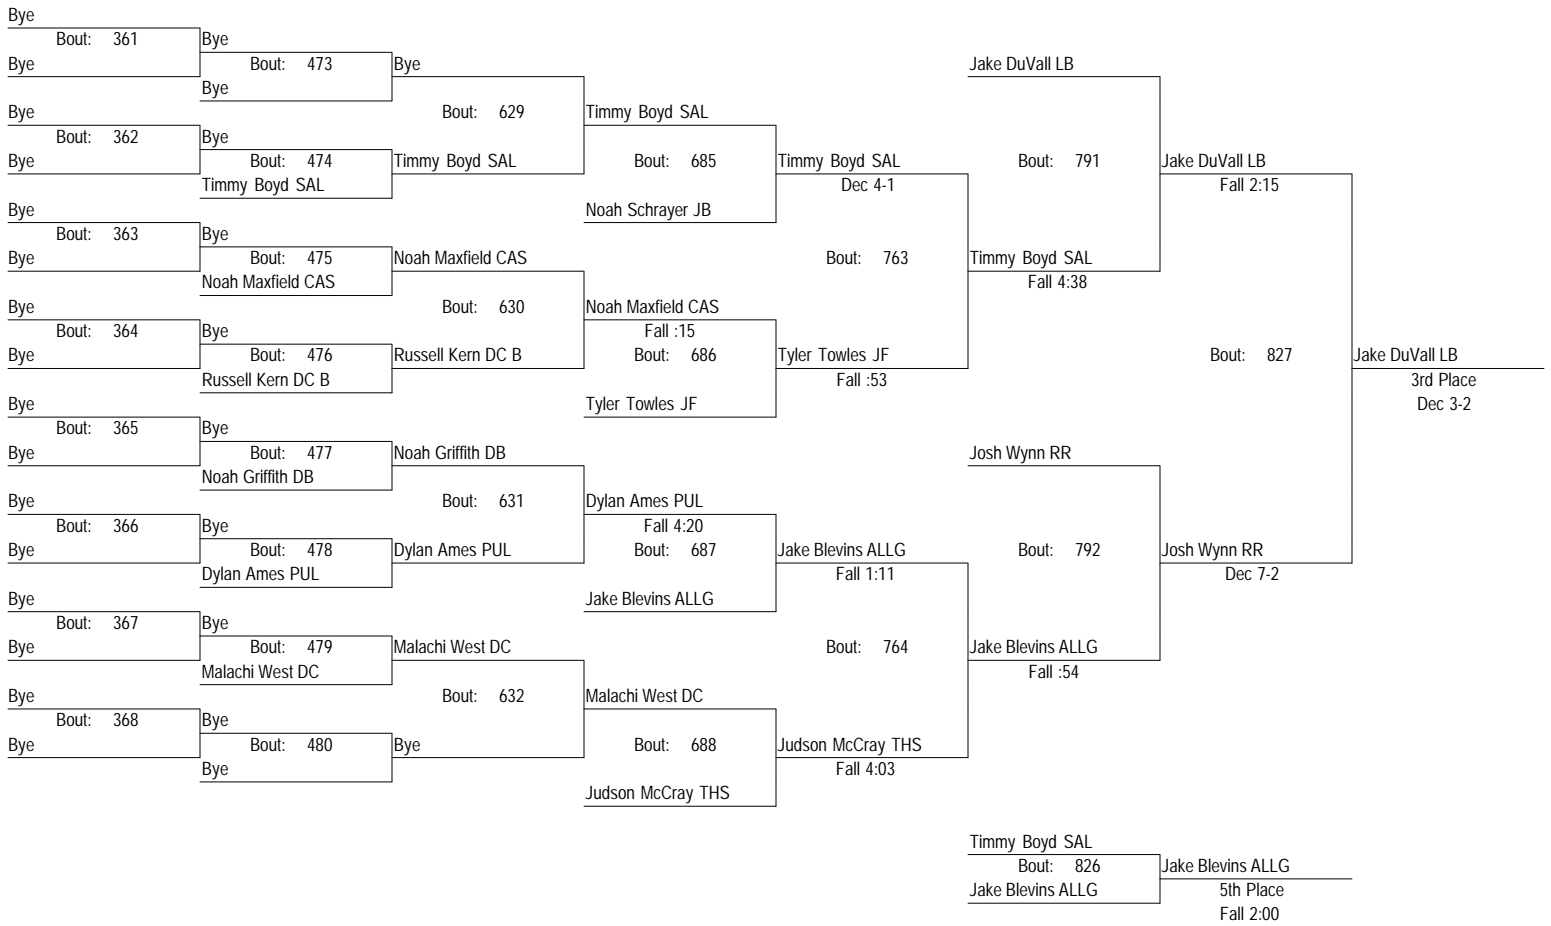 Bye
Bout: 361
Bye
Bye
Bout: 473
Bye
Bye
Bout: 362
Bye
Bye
Bout: 474
Timmy Boyd SAL
Bye
Bout: 363
Bye
Bye
Bout: 475
Noah Maxfield CAS
Bye
Bout: 364
Bye
Bye
Bout: 476
Russell Kern DC B
Bye
Bout: 365
Bye
Bye
Bout: 477
Noah Griffith DB
Bye
Bout: 366
Bye
Bye
Bout: 478
Dylan Ames PUL
Bye
Bout: 367
Bye
Bye
Bout: 479
Malachi West DC
Bye
Bout: 368
Bye
Bye
Bout: 480
Bye
Bye
Bout: 629
Timmy Boyd SAL
Noah Maxfield CAS
Bout: 630
Russell Kern DC B
Noah Griffith DB
Bout: 631
Dylan Ames PUL
Malachi West DC
Bout: 632
Bye
Timmy Boyd SAL
Bout: 685
Noah Schrayer JB
Noah Maxfield CAS
Fall :15
Bout: 686
Tyler Towles JF
Dylan Ames PUL
Fall 4:20
Bout: 687
Jake Blevins ALLG
Malachi West DC
Bout: 688
Judson McCray THS
Timmy Boyd SAL
Dec 4-1
Bout: 763
Tyler Towles JF
Fall :53
Jake Blevins ALLG
Fall 1:11
Bout: 764
Judson McCray THS
Fall 4:03
Jake DuVall LB
Bout: 791
Timmy Boyd SAL
Fall 4:38
Josh Wynn RR
Bout: 792
Jake Blevins ALLG
Fall :54
Jake DuVall LB
Fall 2:15
Bout: 827
Josh Wynn RR
Dec 7-2
Jake DuVall LB
3rd Place
Dec 3-2
Timmy Boyd SAL
Bout: 826
Jake Blevins ALLG
Jake Blevins ALLG
5th Place
Fall 2:00